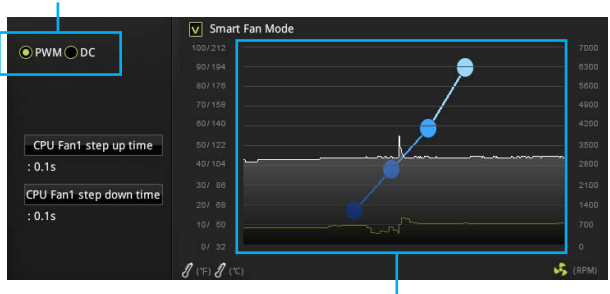 V Smart Fan Mode
PWM DC
100/212 7000
90/194 6300
80/176 5600
70/158 4900
60/140 4200
50/122 3500
40/104 2800
30/ 86 2100
20/ 68 1400
10/ 50 700
0/ 32 0
CPU Fan1 step up time
: 0.1s
CPU Fan1 step down time
: 0.1s
(°F) (°C) (RPM)